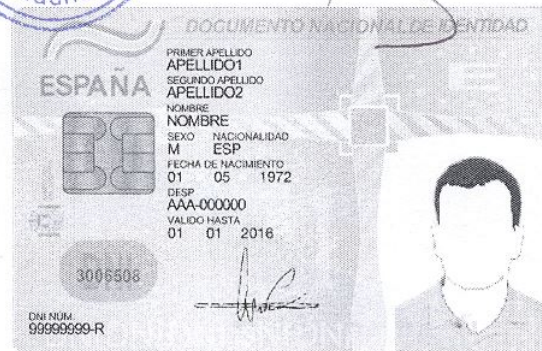 DOCUMENTO NACIONAL DE IDENTIDAD
ESPAÑA
PRIMER APELLIDO
APELLIDO1
SEGUNDO APELLIDO
APELLIDO2
NOMBRE
NOMBRE
SEXO NACIONALIDAD
M ESP
FECHA DE NACIMIENTO
01 05 1972
DESP
AAA-000000
VALIDO HASTA
01 01 2016
3006508
DNI
DNI NUM.
99999999-R